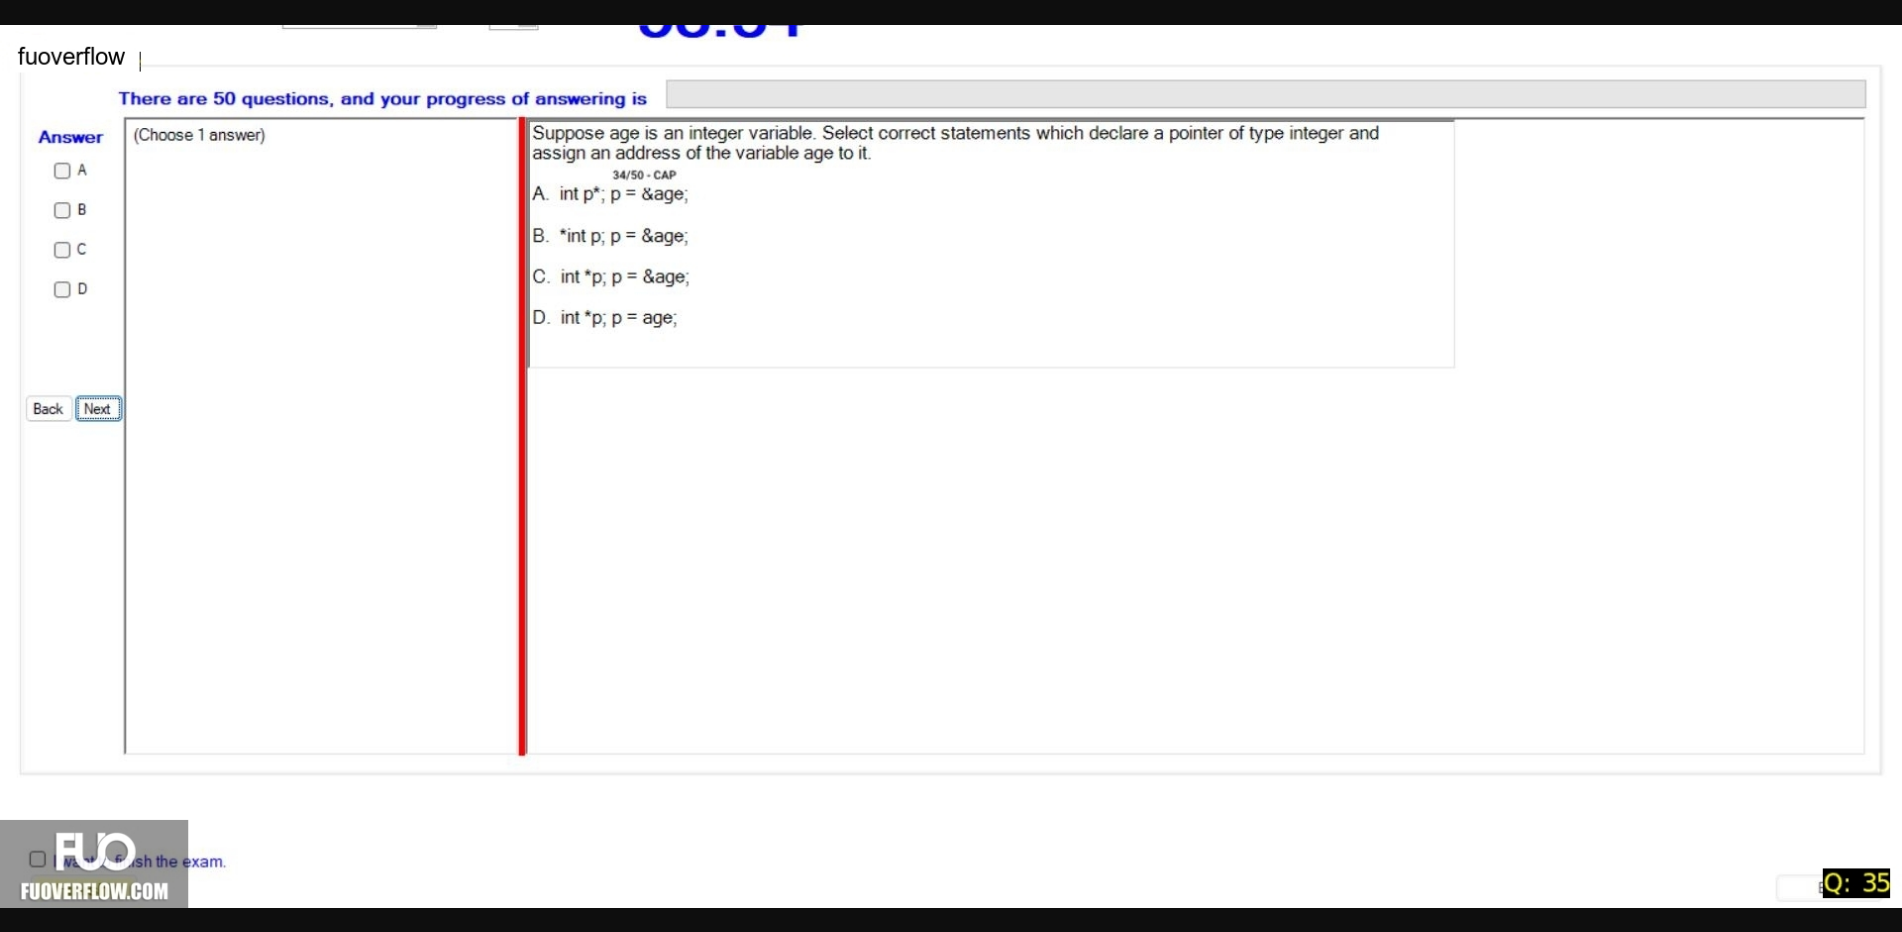 fuoverflow
There are 50 questions, and your progress of answering is
Answer
(Choose 1 answer)
A
B
C
D
Back Next
Suppose age is an integer variable. Select correct statements which declare a pointer of type integer and
assign an address of the variable age to it.
34/50 - CAP
A. int p*; p = &age;
B. *int p; p = &age;
C. int *p; p = &age;
D. int *p; p = age;
FUO
the exam.
FUOVERFLOW.COM
Q: 35